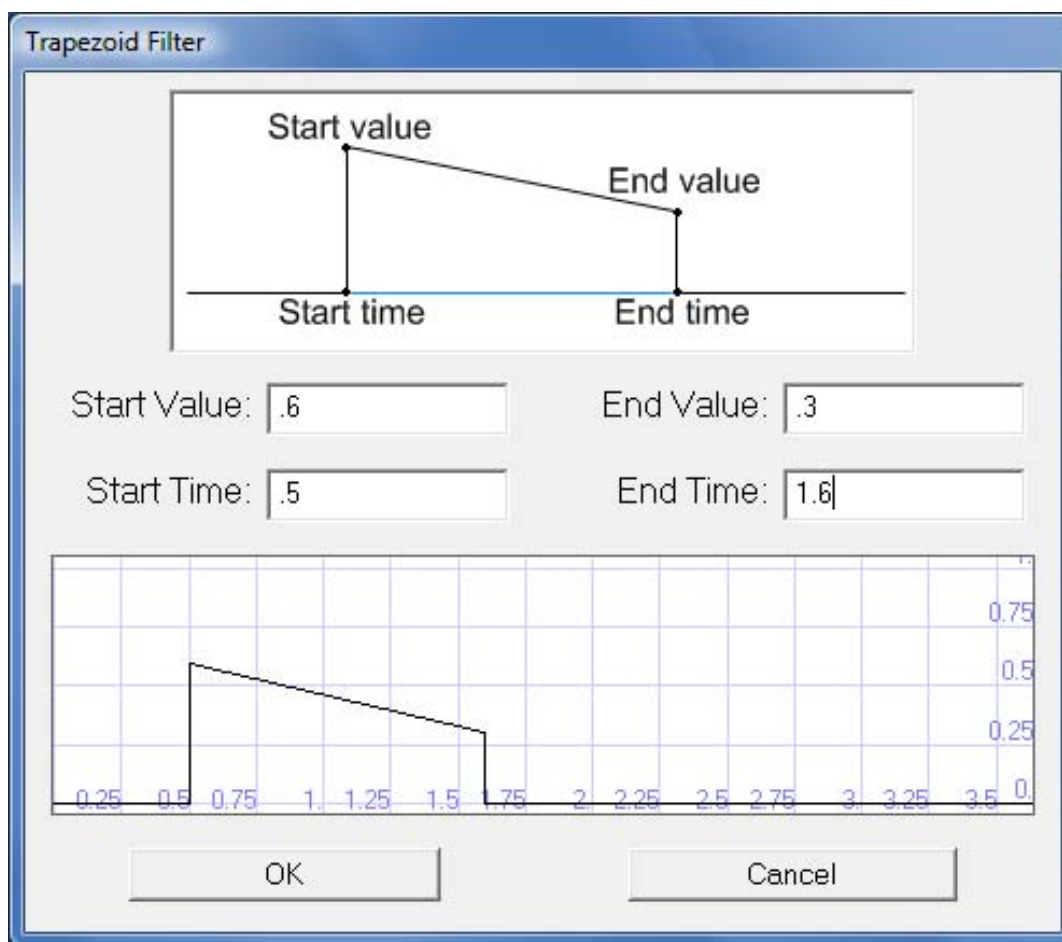 Trapezoid Filter
Start value
End value
Start time End time
Start Value: .6 End Value: .3
Start Time: .5 End Time: 1.6
1.
0.75
0.5
0.25
0.25 0.5 0.75 1. 1.25 1.5 1.75 2. 2.25 2.5 2.75 3. 3.25 3.5 0.
OK Cancel